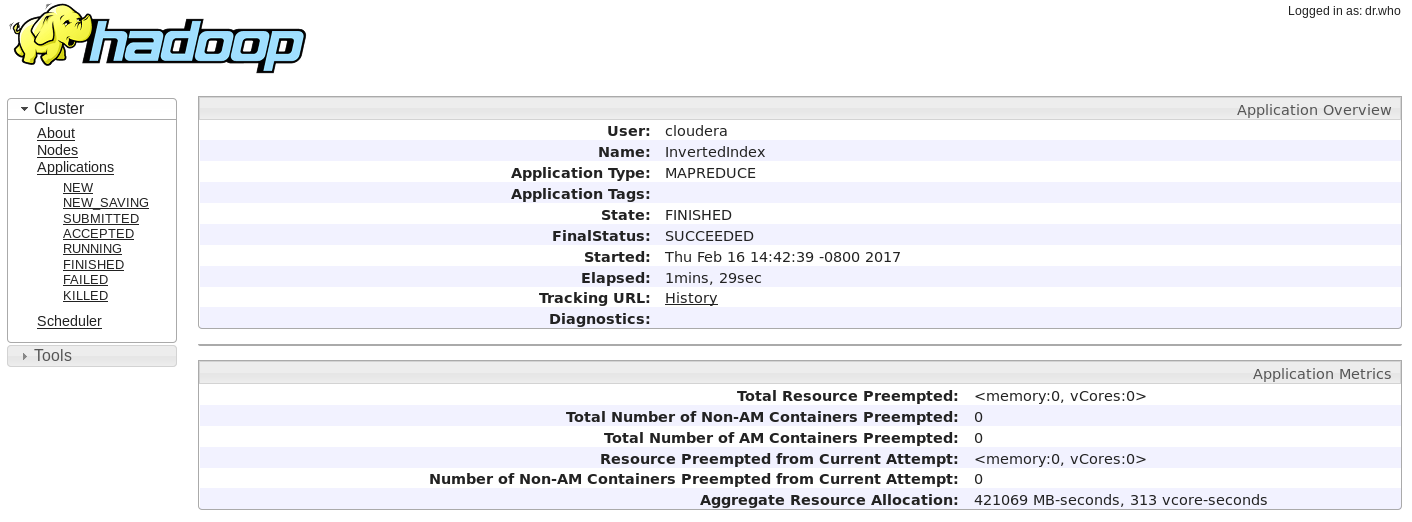 hadoop
Logged in as: dr.who
Cluster
About
Nodes
Applications
NEW
NEW_SAVING
SUBMITTED
ACCEPTED
RUNNING
FINISHED
FAILED
KILLED
Scheduler
Tools
Application Overview
User: cloudera
Name: InvertedIndex
Application Type: MAPREDUCE
Application Tags:
State: FINISHED
FinalStatus: SUCCEEDED
Started: Thu Feb 16 14:42:39 -0800 2017
Elapsed: 1mins, 29sec
Tracking URL: History
Diagnostics:
Application Metrics
Total Resource Preempted: <memory:0, vCores:0>
Total Number of Non-AM Containers Preempted: 0
Total Number of AM Containers Preempted: 0
Resource Preempted from Current Attempt: <memory:0, vCores:0>
Number of Non-AM Containers Preempted from Current Attempt: 0
Aggregate Resource Allocation: 421069 MB-seconds, 313 vcore-seconds